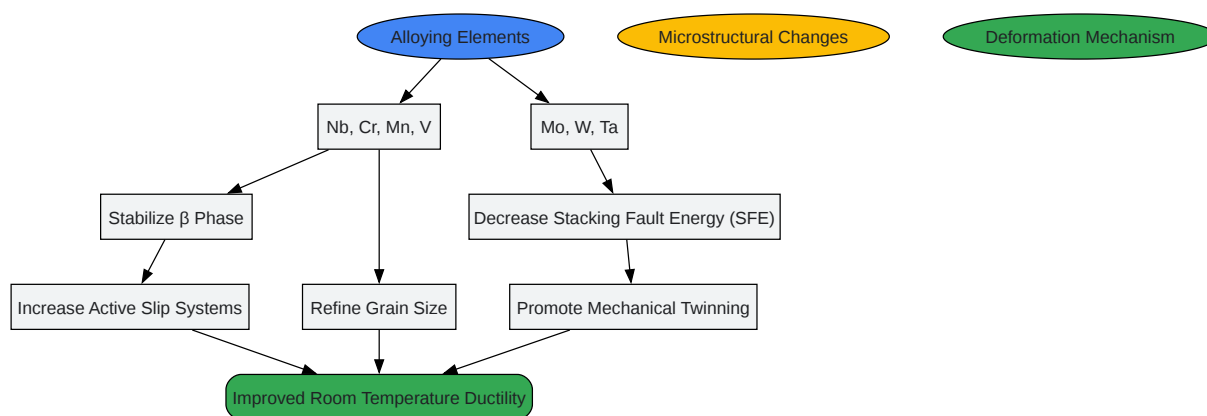 Alloying Elements
Microstructural Changes
Deformation Mechanism
Nb, Cr, Mn, V
Mo, W, Ta
Stabilize β Phase
Decrease Stacking Fault Energy (SFE)
Increase Active Slip Systems
Refine Grain Size
Promote Mechanical Twinning
Improved Room Temperature Ductility